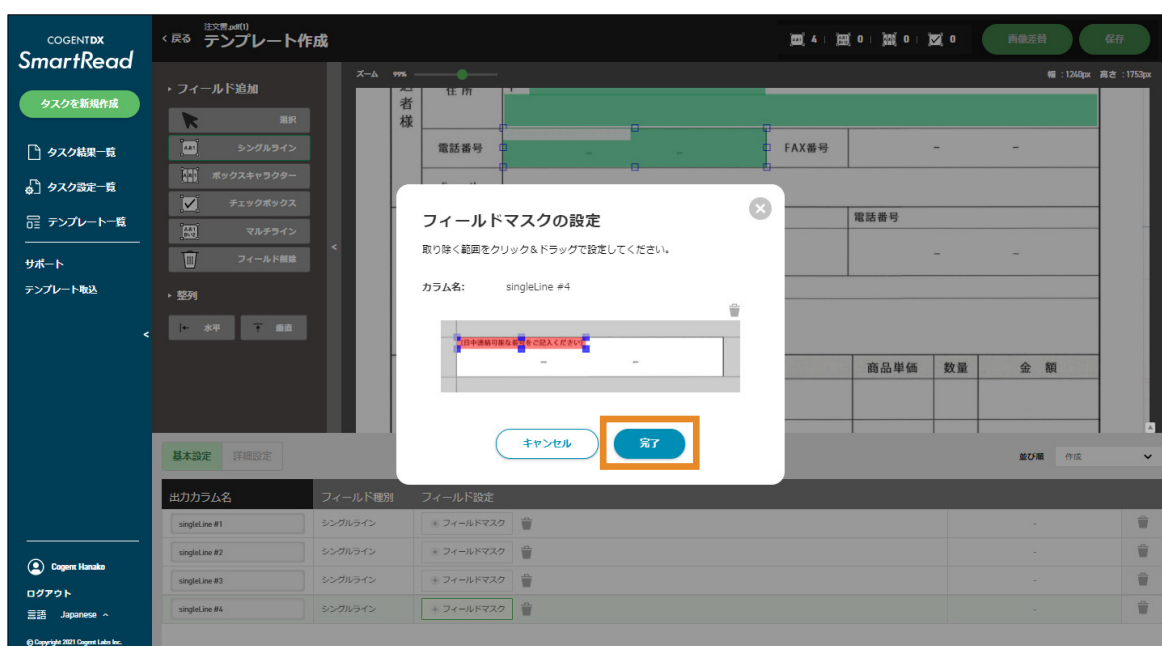 COGENTDX
SmartRead
タスクを新規作成
タスク結果一覧
タスク設定一覧
テンプレート一覧
サポート
テンプレート取込
<
Cogent Hanako
ログアウト
言語 Japanese
© Copyright 2021 Cogent Labs Inc.
< 戻る
注文書.pdf(1)
テンプレート作成
4 0 0 0
画像差替
保存
フィールド追加
選択
シングルライン
ボックスキャラクター
チェックボックス
マルチライン
フィールド削除
整列
水平
垂直
<
ズーム 99%
幅 : 1240px 高さ : 1753px
者
様
住所
〒
電話番号 - -
FAX番号 - -
電話番号
- -
商品単価 数量 金 額
フィールドマスクの設定
取り除く範囲をクリック&ドラッグで設定してください。
カラム名: singleLine #4
- -
キャンセル
完了
基本設定
詳細設定
並び順 作成
出力カラム名 フィールド種別 フィールド設定
singleLine #1 シングルライン フィールドマスク -
singleLine #2 シングルライン フィールドマスク -
singleLine #3 シングルライン フィールドマスク -
singleLine #4 シングルライン フィールドマスク -